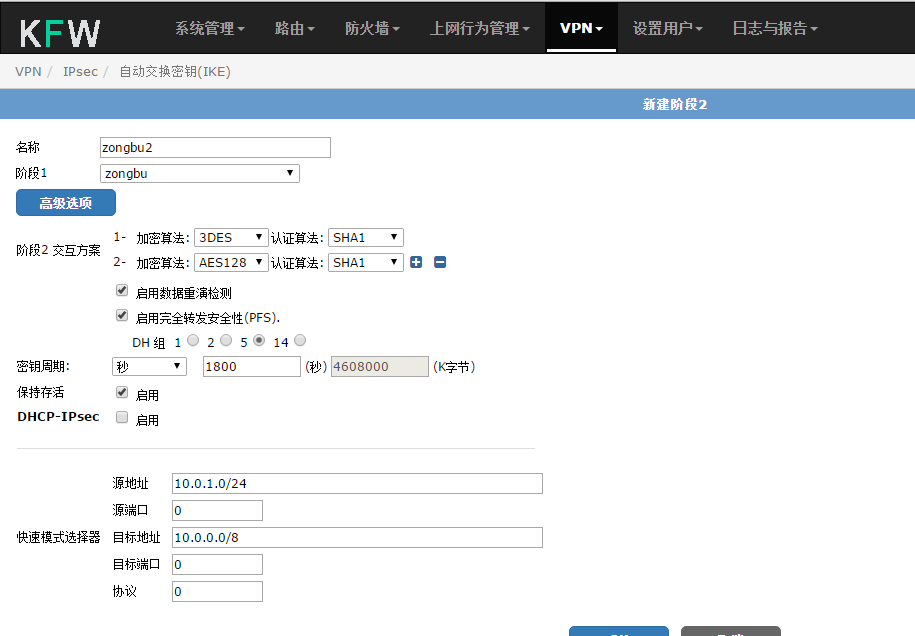 KFW 系统管理 路由 防火墙 上网行为管理 VPN 设置用户 日志与报告
VPN / IPsec / 自动交换密钥(IKE)
新建阶段2
名称 zongbu2
阶段1 zongbu
高级选项
阶段2 交互方案 1- 加密算法: 3DES 认证算法: SHA1
2- 加密算法: AES128 认证算法: SHA1
启用数据重演检测
启用完全转发安全性(PFS).
DH 组 1 2 5 14
密钥周期: 秒 1800 (秒) 4608000 (K字节)
保持存活 启用
DHCP-IPsec 启用
源地址 10.0.1.0/24
源端口 0
快速模式选择器 目标地址 10.0.0.0/8
目标端口 0
协议 0